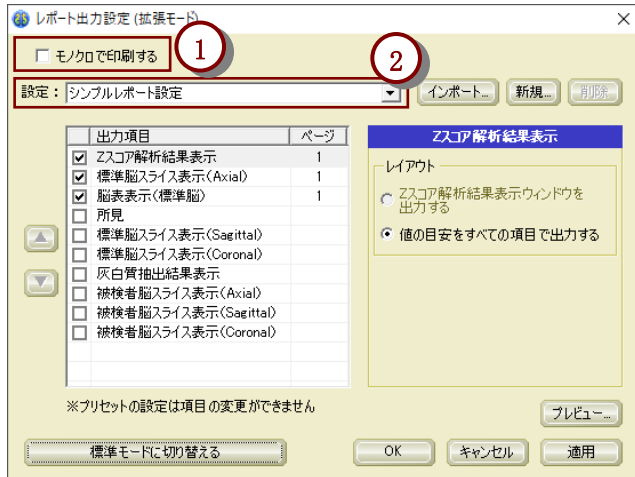 レポート出力設定 (拡張モード)
モノクロで印刷する
1
2
設定： シンプルレポート設定
インポート...
新規...
削除
出力項目 ページ
Zスコア解析結果表示 1
標準脳スライス表示(Axial) 1
脳表表示(標準脳) 1
所見
標準脳スライス表示(Sagittal)
標準脳スライス表示(Coronal)
灰白質抽出結果表示
被検者脳スライス表示(Axial)
被検者脳スライス表示(Sagittal)
被検者脳スライス表示(Coronal)
Zスコア解析結果表示
レイアウト
Zスコア解析結果表示ウィンドウを
出力する
値の目安をすべての項目で出力する
※プリセットの設定は項目の変更ができません
プレビュー...
標準モードに切り替える
OK
キャンセル
適用